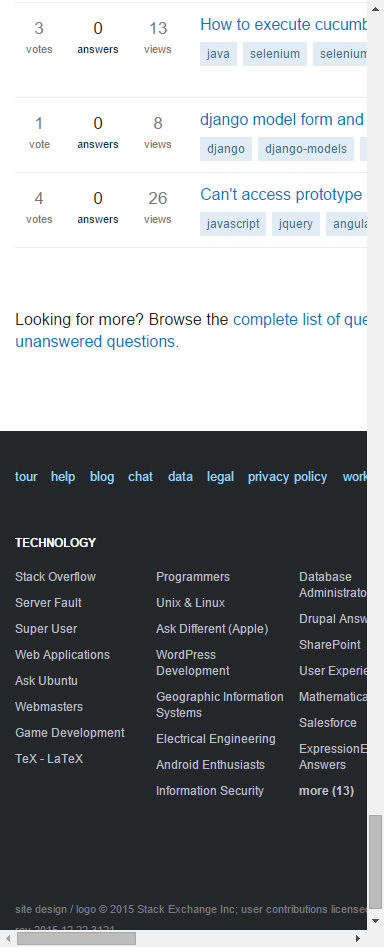 3 0 13 How to execute cucumb
votes answers views java selenium selenium
1 0 8 django model form and
vote answers views django django-models
4 0 26 Can't access prototype
votes answers views javascript jquery angula
Looking for more? Browse the complete list of que
unanswered questions.
tour help blog chat data legal privacy policy work
TECHNOLOGY
Stack Overflow
Server Fault
Super User
Web Applications
Ask Ubuntu
Webmasters
Game Development
TeX - LaTeX
Programmers
Unix & Linux
Ask Different (Apple)
WordPress
Development
Geographic Information
Systems
Electrical Engineering
Android Enthusiasts
Information Security
Database
Administrato
Drupal Answ
SharePoint
User Experie
Mathematica
Salesforce
ExpressionE
Answers
more (13)
site design / logo © 2015 Stack Exchange Inc; user contributions license
rev 2015.12.22.3121